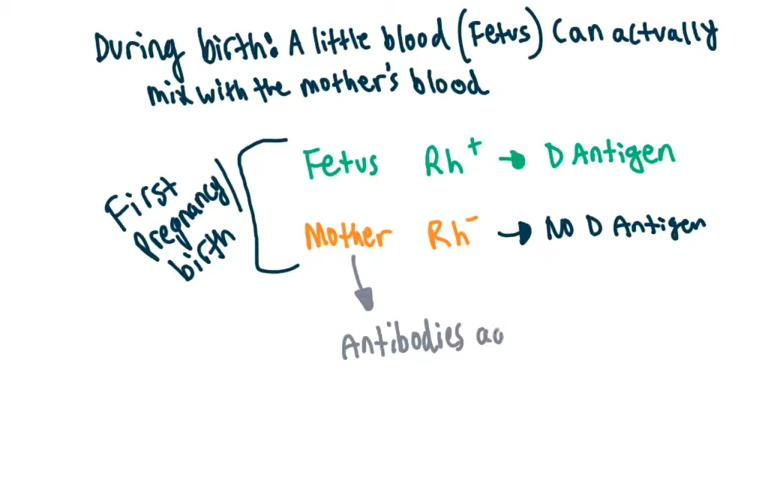 During birth: A little blood (Fetus) Can actually
mix with the mother's blood
First
pregnancy/
birth
Fetus Rh+ → D Antigen
Mother Rh- → No D Antigen
Antibodies